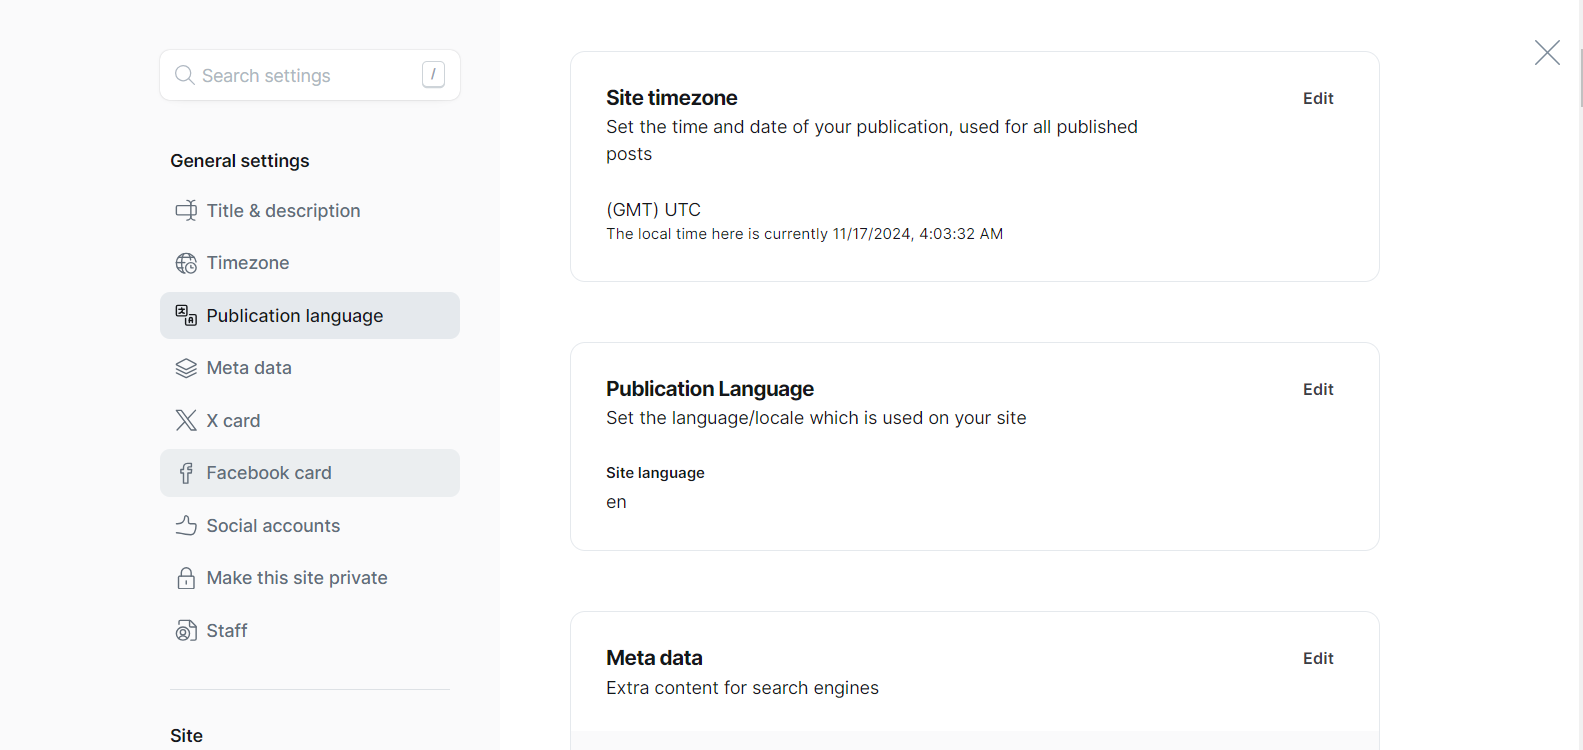 Search settings
/
General settings
Title & description
Timezone
Publication language
Meta data
X card
Facebook card
Social accounts
Make this site private
Staff
Site
Site timezone
Edit
Set the time and date of your publication, used for all published
posts
(GMT) UTC
The local time here is currently 11/17/2024, 4:03:32 AM
Publication Language
Edit
Set the language/locale which is used on your site
Site language
en
Meta data
Edit
Extra content for search engines